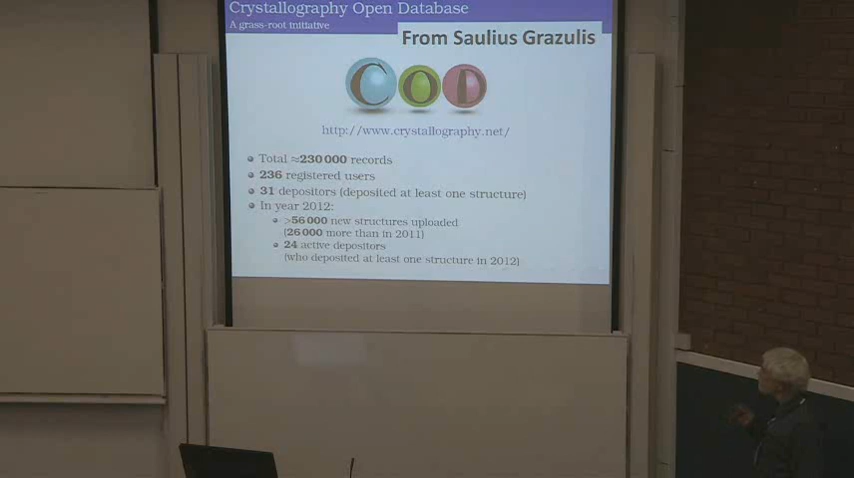 Crystallography Open Database
A grass-root initiative
From Saulius Grazulis
COD
http://www.crystallography.net/
Total ≈230 000 records
236 registered users
31 depositors (deposited at least one structure)
In year 2012:
>56 000 new structures uploaded
(26 000 more than in 2011)
24 active depositors
(who deposited at least one structure in 2012)